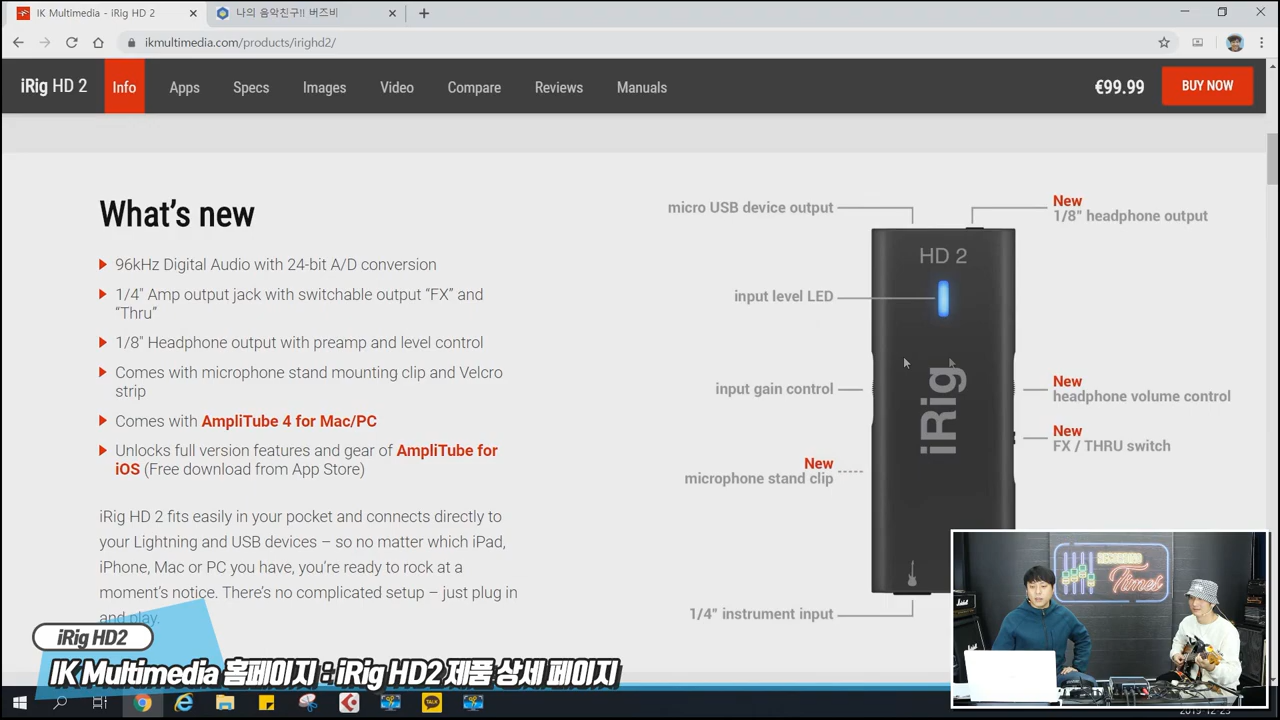 IK Multimedia - iRig HD 2
나의 음악친구!! 버즈비
ikmultimedia.com/products/irighd2/
iRig HD 2
Info
Apps
Specs
Images
Video
Compare
Reviews
Manuals
€99.99
BUY NOW
What's new
96kHz Digital Audio with 24-bit A/D conversion
1/4" Amp output jack with switchable output “FX” and
“Thru”
1/8" Headphone output with preamp and level control
Comes with microphone stand mounting clip and Velcro
strip
Comes with AmpliTube 4 for Mac/PC
Unlocks full version features and gear of AmpliTube for
iOS (Free download from App Store)
iRig HD 2 fits easily in your pocket and connects directly to
your Lightning and USB devices – so no matter which iPad,
iPhone, Mac or PC you have, you're ready to rock at a
moment's notice. There's no complicated setup – just plug in
and play.
micro USB device output
New
1/8" headphone output
HD 2
input level LED
iRig
input gain control
New
headphone volume control
New
FX / THRU switch
New
microphone stand clip
1/4" instrument input
Times
iRig HD2
IK Multimedia 홈페이지 : iRig HD2 제품 상세 페이지
TALK